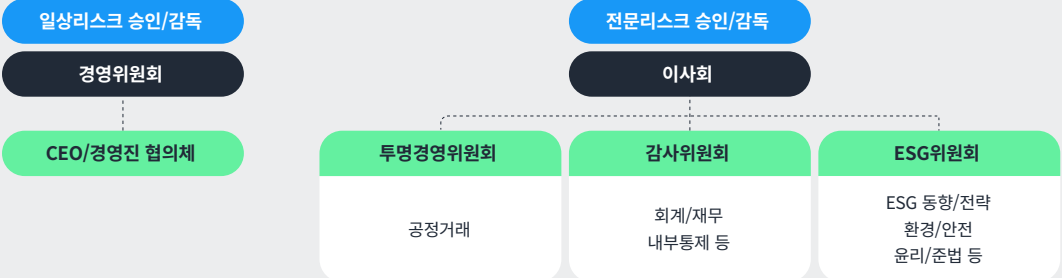 일상리스크 승인/감독
전문리스크 승인/감독
경영위원회
이사회
CEO/경영진 협의체
투명경영위원회
감사위원회
ESG위원회
공정거래
회계/재무
내부통제 등
ESG 동향/전략
환경/안전
윤리/준법 등